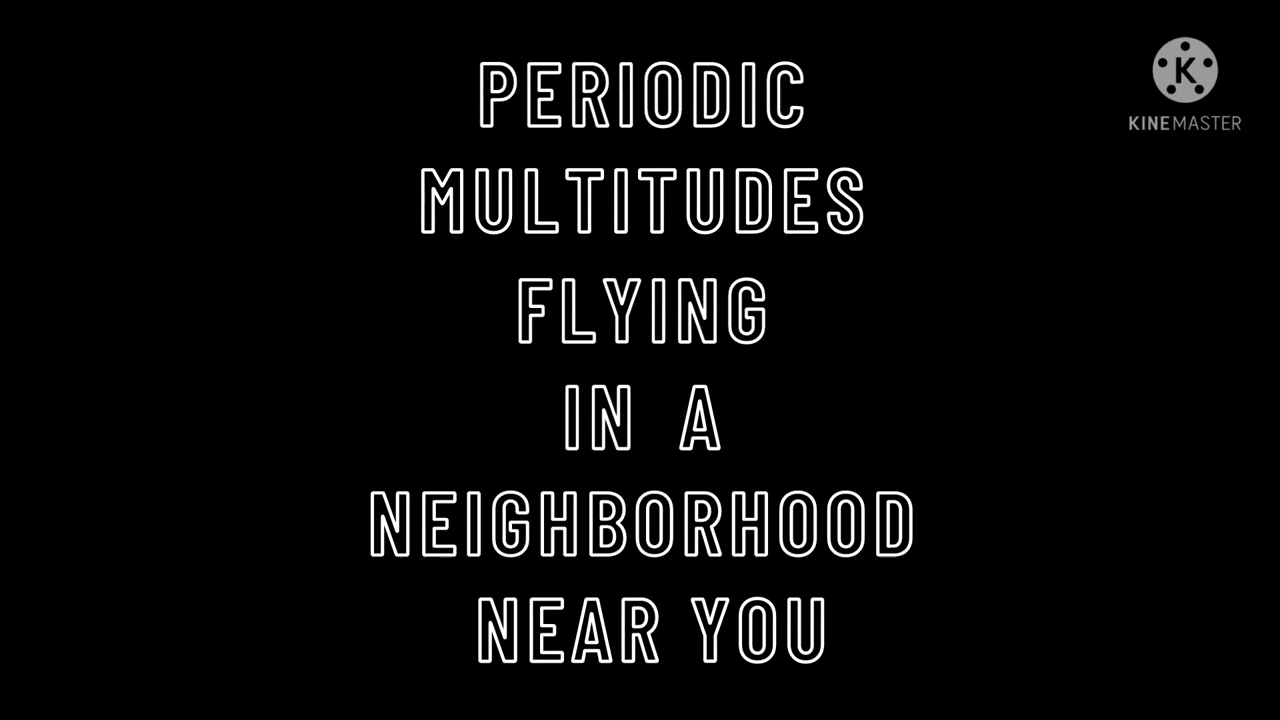 PERIODIC
MULTITUDES
FLYING
IN A
NEIGHBORHOOD
NEAR YOU
K
KINEMASTER